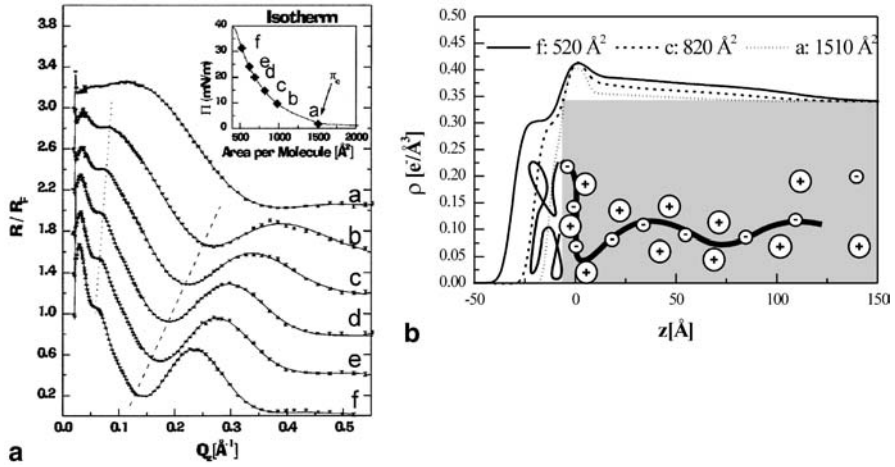 3.8
3.4
3.0
2.6
2.2
1.8
1.4
1.0
0.6
0.2
R / R_F
0.0 0.1 0.2 0.3 0.4 0.5
Q_z[Å^-1]
a
b
c
d
e
f
Isotherm
40
30
20
10
0
Π (mN/m)
f
e
d
c
b
a
π_c
500 1000 1500 2000
Area per Molecule [Å²]
a
0.50
0.45
0.40
0.35
0.30
0.25
0.20
0.15
0.10
0.05
0.00
ρ [e⁻/Å³]
f: 520 Å² c: 820 Å² a: 1510 Å²
-50 0 50 100 150
z[Å]
b